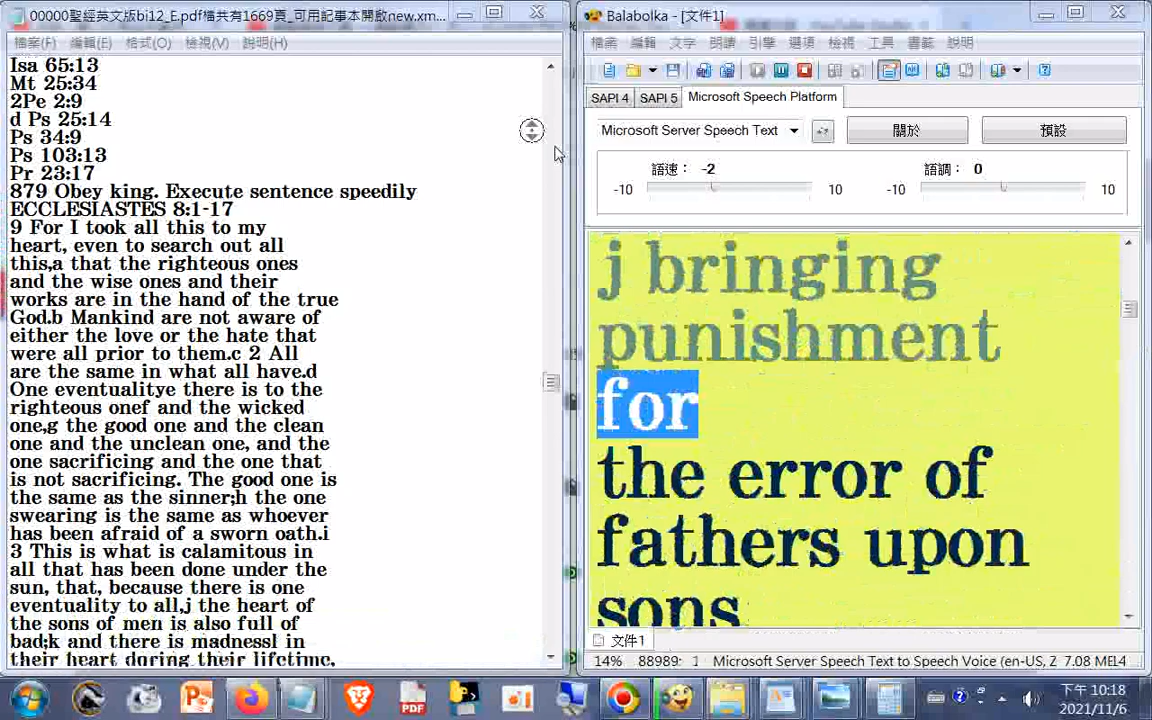 00000聖經英文版bi12_E.pdf檔共有1669頁_可用記事本開啟new.xm...
檔案(F) 編輯(E) 格式(O) 檢視(V) 說明(H)
Isa 65:13
Mt 25:34
2Pe 2:9
d Ps 25:14
Ps 34:9
Ps 103:13
Pr 23:17
879 Obey king. Execute sentence speedily
ECCLESIASTES 8:1-17
9 For I took all this to my
heart, even to search out all
this,a that the righteous ones
and the wise ones and their
works are in the hand of the true
God.b Mankind are not aware of
either the love or the hate that
were all prior to them.c 2 All
are the same in what all have.d
One eventualitye there is to the
righteous onef and the wicked
one,g the good one and the clean
one and the unclean one, and the
one sacrificing and the one that
is not sacrificing. The good one is
the same as the sinner;h the one
swearing is the same as whoever
has been afraid of a sworn oath.i
3 This is what is calamitous in
all that has been done under the
sun, that, because there is one
eventuality to all,j the heart of
the sons of men is also full of
bad;k and there is madnessl in
their heart during their lifetime,
Balabolka - [文件1]
檔案 編輯 文字 朗讀 引擎 選項 檢視 工具 書籤 說明
SAPI 4 SAPI 5 Microsoft Speech Platform
Microsoft Server Speech Text 關於 預設
語速: -2 語調: 0
-10 10 -10 10
j bringing
punishment
for
the error of
fathers upon
sons
文件1
14% 88989: 1 Microsoft Server Speech Text to Speech Voice (en-US, 2 7.08 ME
下午 10:18
2021/11/6